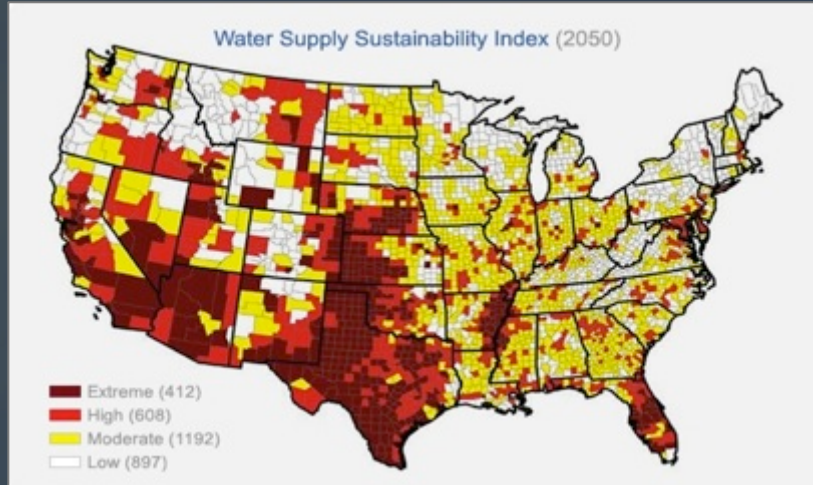 Water Supply Sustainability Index (2050)
Extreme (412)
High (608)
Moderate (1192)
Low (897)